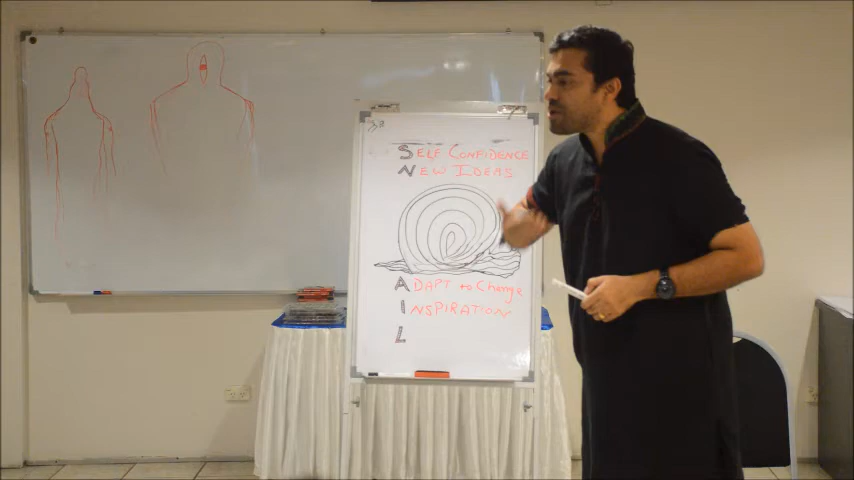 SELF CONFIDENCE
NEW IDEAS
ADAPT to Change
INSPIRATION
L